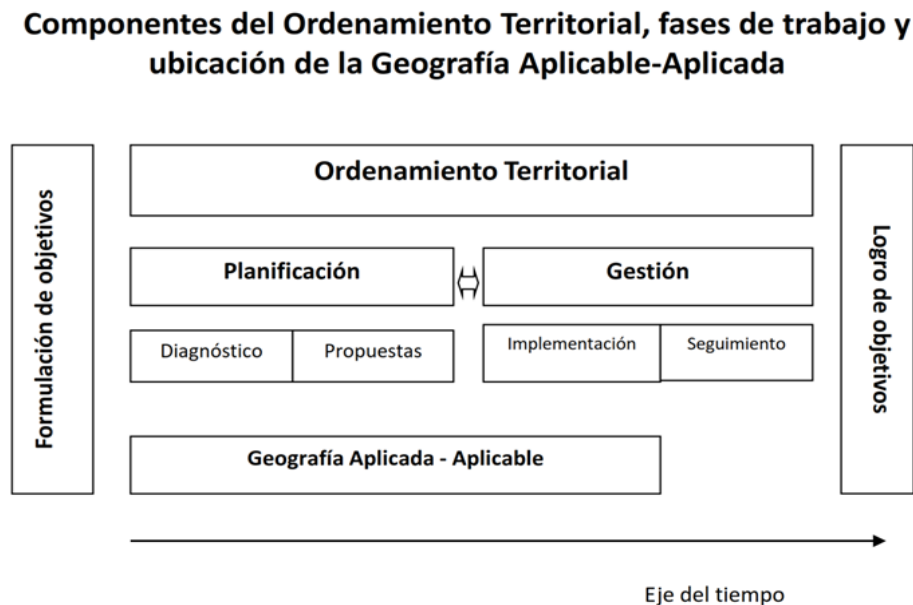 Componentes del Ordenamiento Territorial, fases de trabajo y
ubicación de la Geografía Aplicable-Aplicada
Formulación de objetivos
Ordenamiento Territorial
Planificación
Gestión
Diagnóstico
Propuestas
Implementación
Seguimiento
Geografía Aplicada - Aplicable
Logro de objetivos
Eje del tiempo